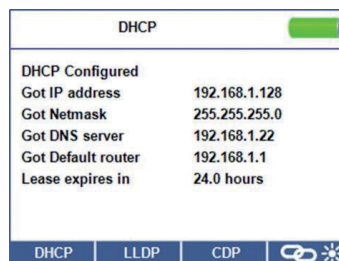 DHCP
DHCP Configured
Got IP address 192.168.1.128
Got Netmask 255.255.255.0
Got DNS server 192.168.1.22
Got Default router 192.168.1.1
Lease expires in 24.0 hours
DHCP LLDP CDP